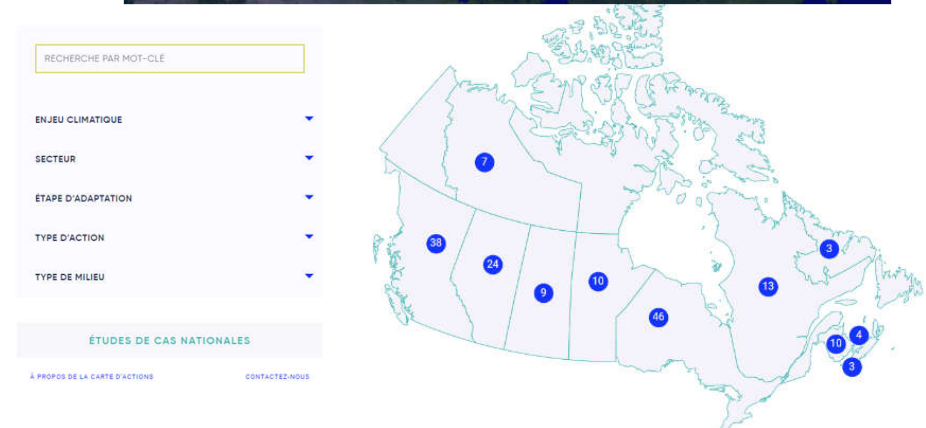 RECHERCHE PAR MOT-CLÉ
ENJEU CLIMATIQUE
SECTEUR
ÉTAPE D'ADAPTATION
TYPE D'ACTION
TYPE DE MILIEU
ÉTUDES DE CAS NATIONALES
À PROPOS DE LA CARTE D'ACTIONS
CONTACTEZ-NOUS
7
38
3
24
13
10
9
46
4
10
3